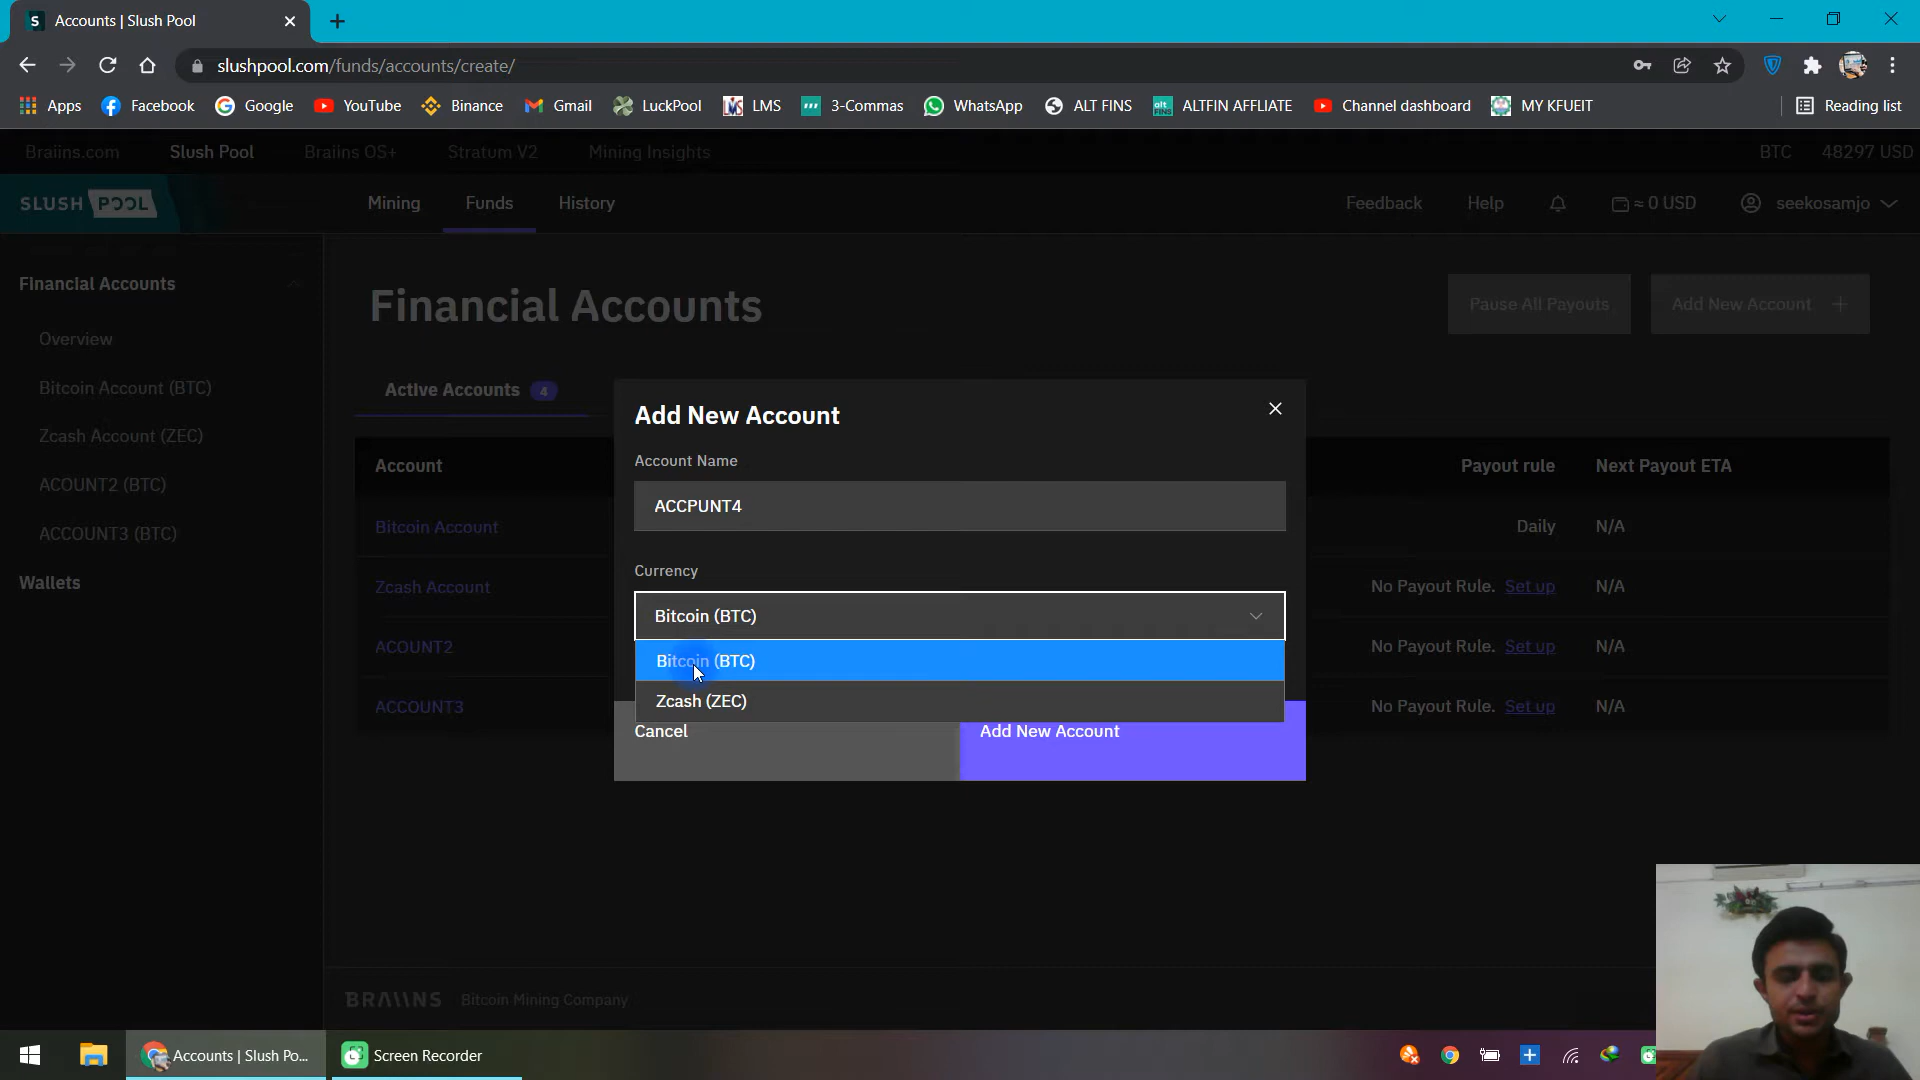 Accounts | Slush Pool
slushpool.com/funds/accounts/create/
Apps Facebook Google YouTube Binance Gmail LuckPool LMS 3-Commas WhatsApp ALT FINS ALTFIN AFFLIATE Channel dashboard MY KFUEIT Reading list
Braiins.com Slush Pool Braiins OS+ Stratum V2 Mining Insights BTC 48297 USD
SLUSH POOL Mining Funds History Feedback Help ≈ 0 USD seekosamjo
Financial Accounts
Overview
Bitcoin Account (BTC)
Zcash Account (ZEC)
ACOUNT2 (BTC)
ACCOUNT3 (BTC)
Wallets
Financial Accounts
Pause All Payouts Add New Account
Active Accounts 4
Account Payout rule Next Payout ETA
Bitcoin Account Daily N/A
Zcash Account No Payout Rule. Set up N/A
ACOUNT2 No Payout Rule. Set up N/A
ACCOUNT3 No Payout Rule. Set up N/A
Add New Account
Account Name
ACCPUNT4
Currency
Bitcoin (BTC)
Bitcoin (BTC)
Zcash (ZEC)
Cancel Add New Account
BRAIINS Bitcoin Mining Company
Accounts | Slush Po... Screen Recorder